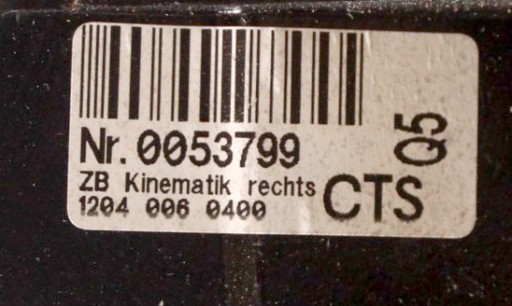 Nr. 0053799
Q5
ZB Kinematik rechts
CTS
1204 006 0400